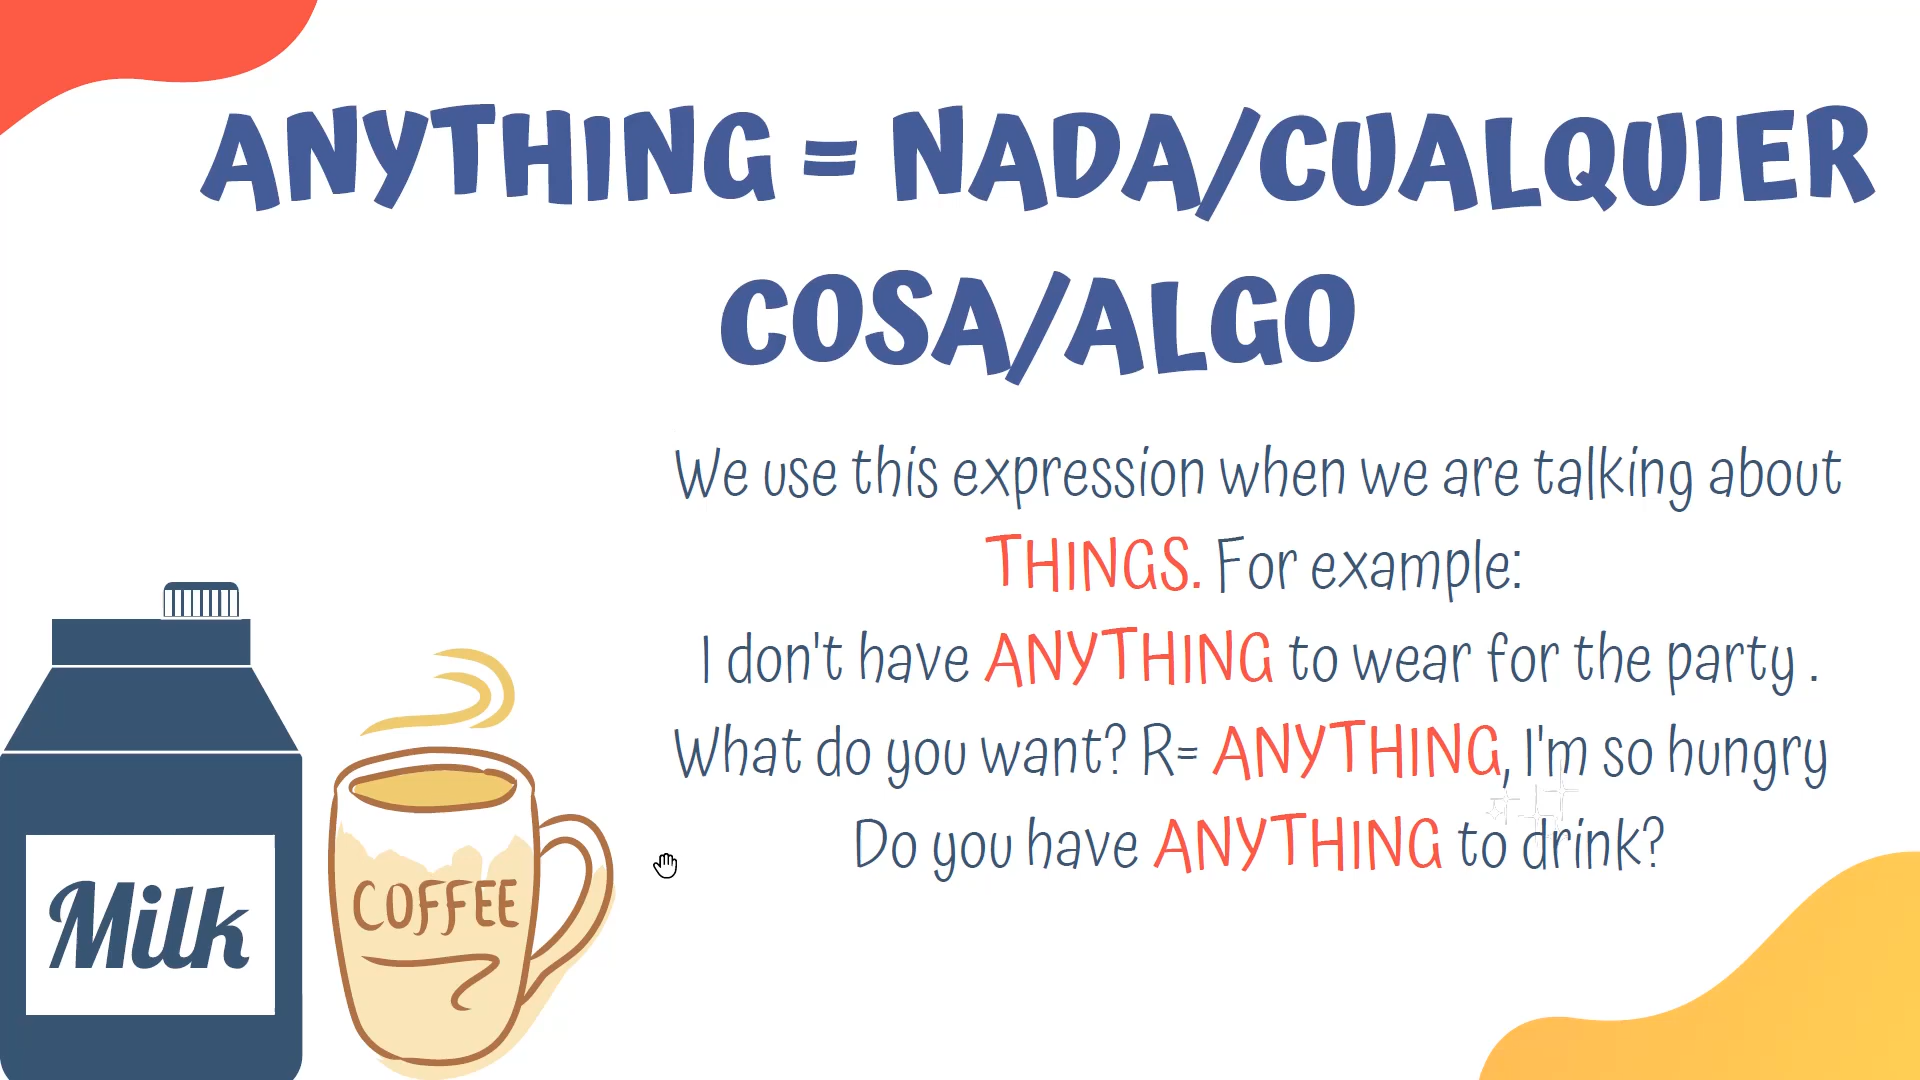 ANYTHING = NADA/CUALQUIER
COSA/ALGO
We use this expression when we are talking about
THINGS. For example:
I don't have ANYTHING to wear for the party .
What do you want? R= ANYTHING, I'm so hungry
Do you have ANYTHING to drink?
Milk
COFFEE